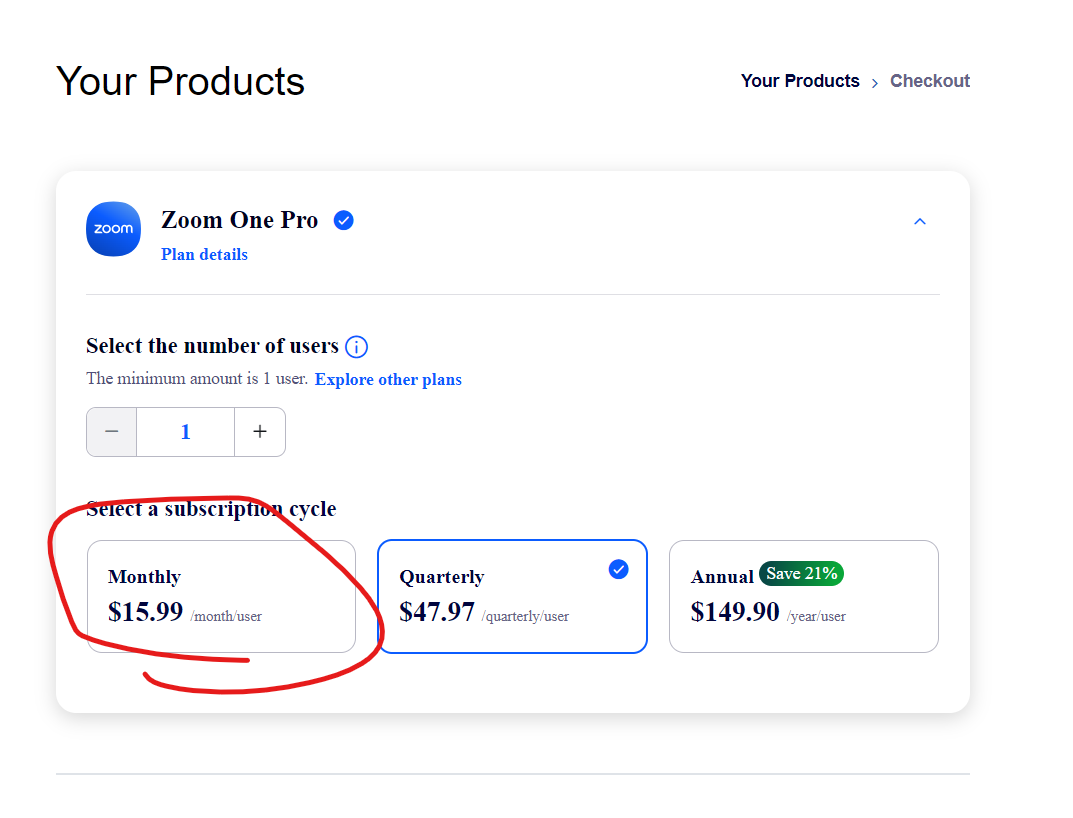 Your Products
Your Products > Checkout
zoom
Zoom One Pro
Plan details
Select the number of users
The minimum amount is 1 user. Explore other plans
− 1 +
Select a subscription cycle
Monthly
$15.99 /month/user
Quarterly
$47.97 /quarterly/user
Annual Save 21%
$149.90 /year/user